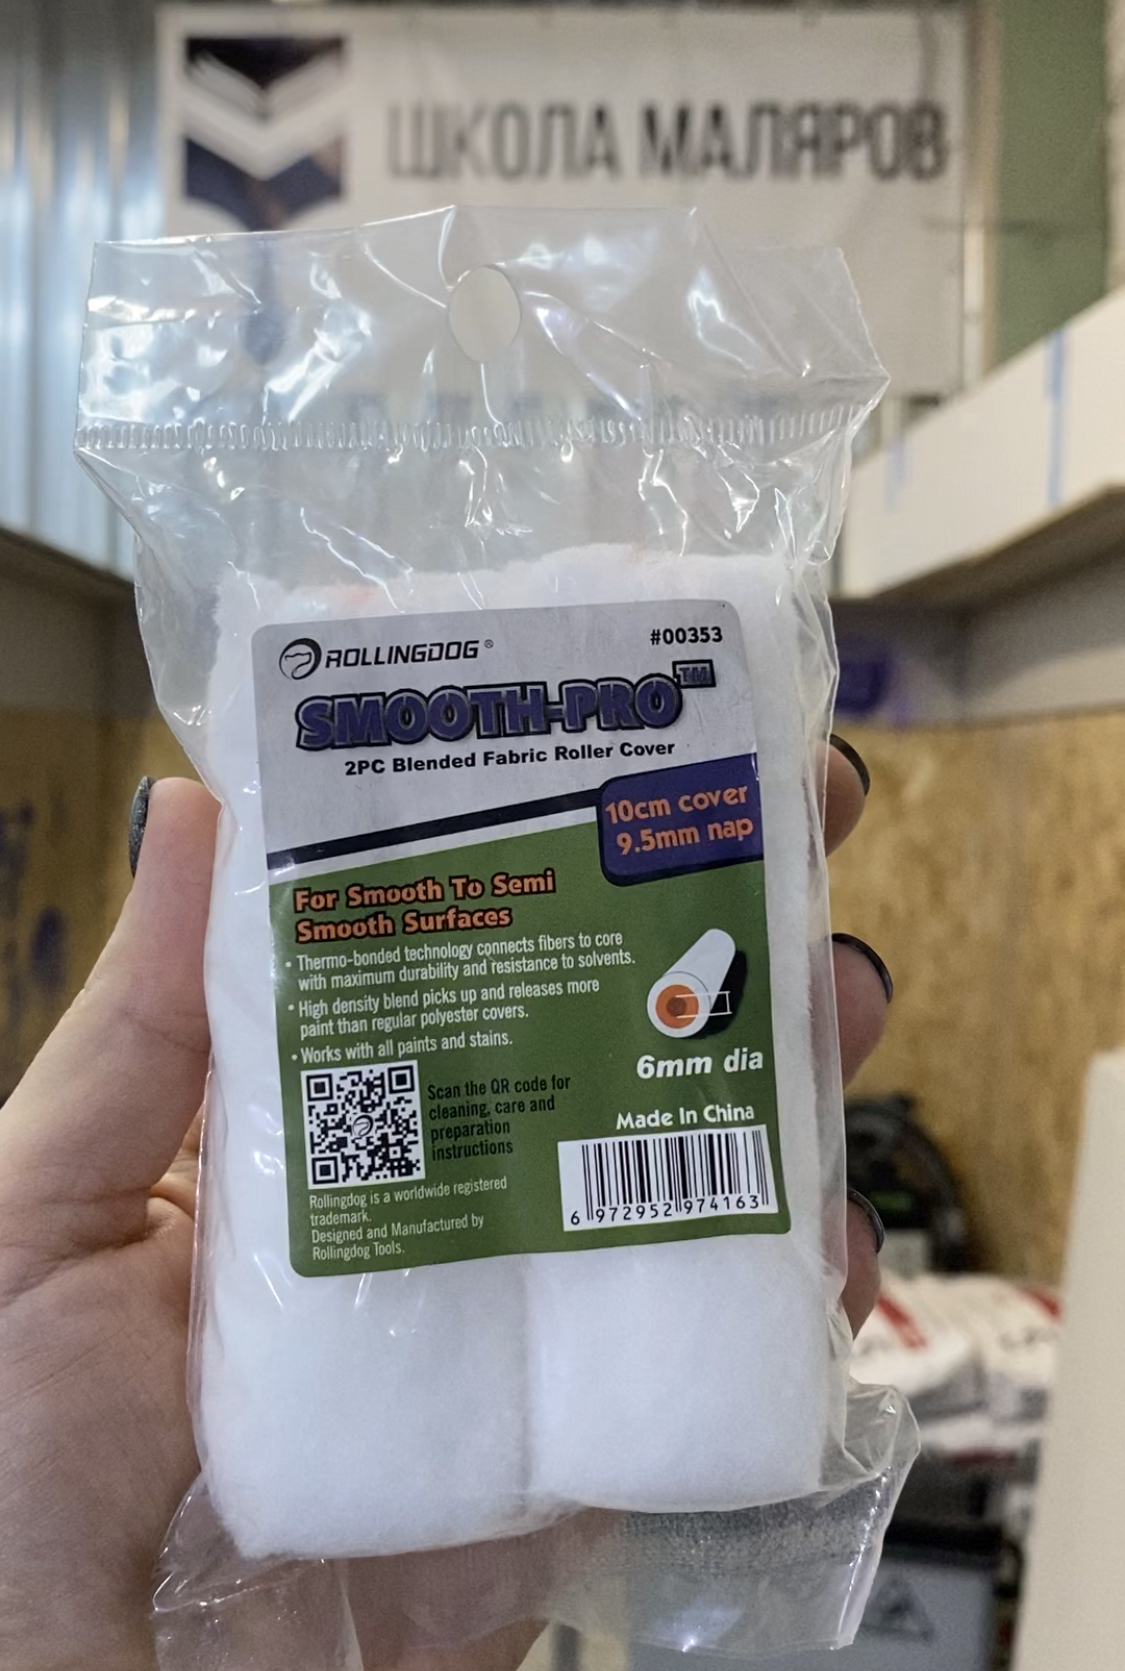 ШКОЛА МАЛЯРОВ
ROLLINGDOG®
#00353
SMOOTH-PRO™
2PC Blended Fabric Roller Cover
10cm cover
9.5mm nap
For Smooth To Semi
Smooth Surfaces
• Thermo-bonded technology connects fibers to core
with maximum durability and resistance to solvents.
• High density blend picks up and releases more
paint than regular polyester covers.
• Works with all paints and stains.
6mm dia
Scan the QR code for
cleaning, care and
preparation
instructions
Made In China
6 972952 974163
Rollingdog is a worldwide registered
trademark.
Designed and Manufactured by
Rollingdog Tools.